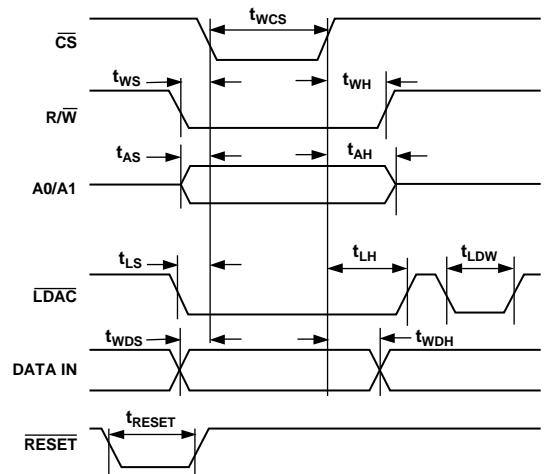 tWCS
CS
tWS
tWH
R/W
tAS
tAH
A0/A1
tLS
tLH
tLDW
LDAC
tWDS
tWDH
DATA IN
tRESET
RESET